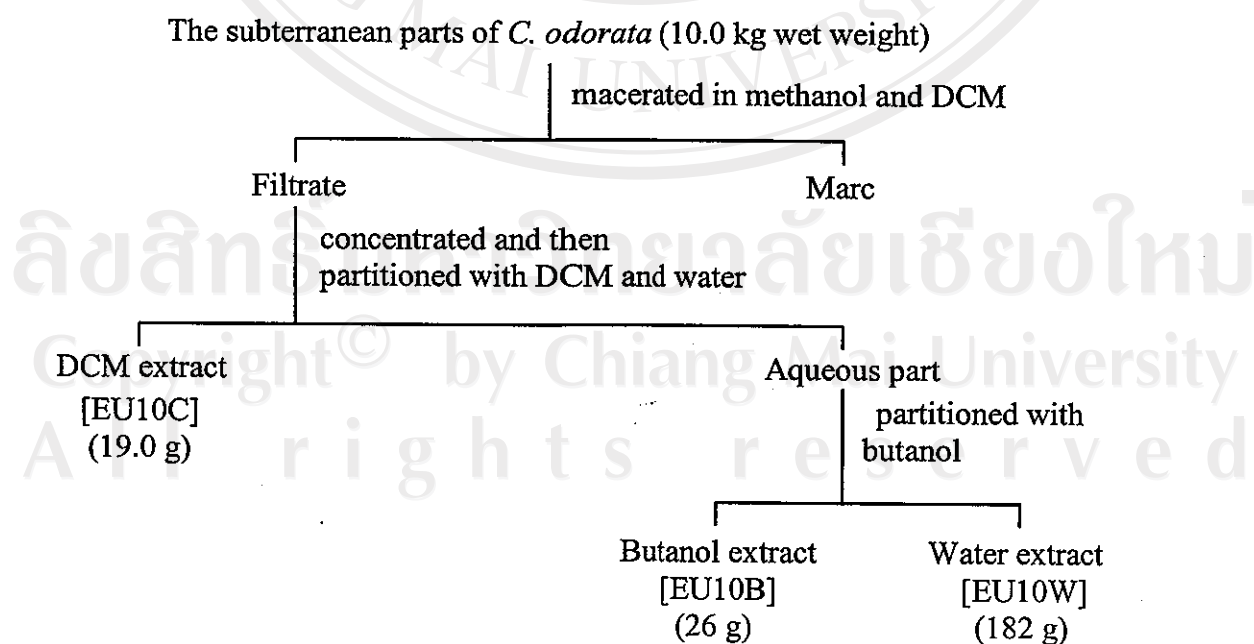 MAI UNIVERSI
The subterranean parts of C. odorata (10.0 kg wet weight)
macerated in methanol and DCM
Filtrate
Marc
concentrated and then
partitioned with DCM and water
ลิขสิทธิ์มหาวิทยาลัยเชียงใหม่
Copyright© by Chiang Mai University
All rights reserved
DCM extract
[EU10C]
(19.0 g)
Aqueous part
partitioned with
butanol
Butanol extract
[EU10B]
(26 g)
Water extract
[EU10W]
(182 g)